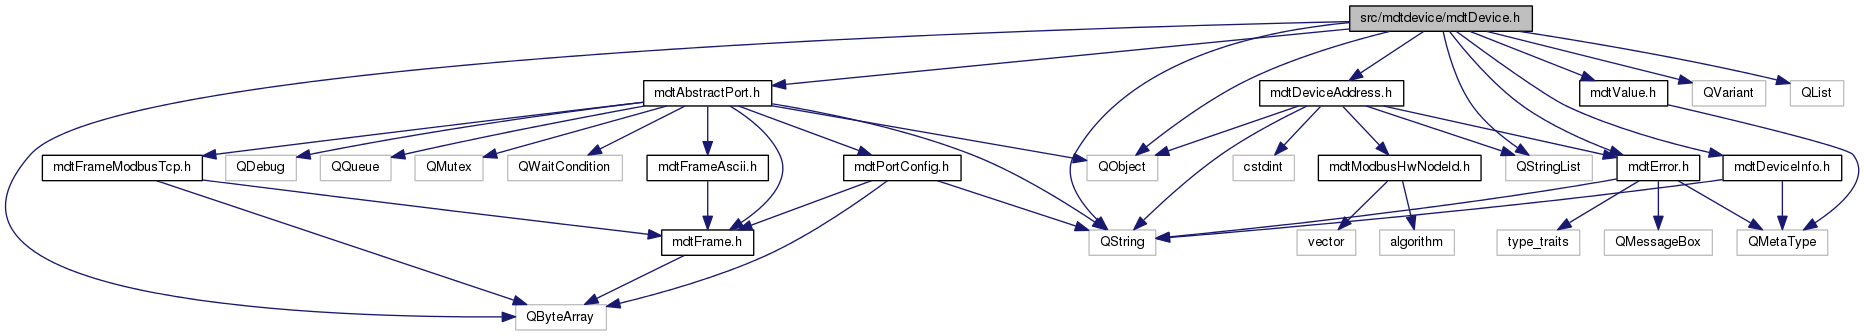 src/mdtdevice/mdtDevice.h
mdtAbstractPort.h
mdtDeviceAddress.h
mdtValue.h
QVariant
QList
mdtFrameModbusTcp.h
QDebug
QQueue
QMutex
QWaitCondition
mdtFrameAscii.h
mdtPortConfig.h
QObject
cstdint
mdtModbusHwNodeId.h
QStringList
mdtError.h
mdtDeviceInfo.h
mdtFrame.h
QString
vector
algorithm
type_traits
QMessageBox
QMetaType
QByteArray